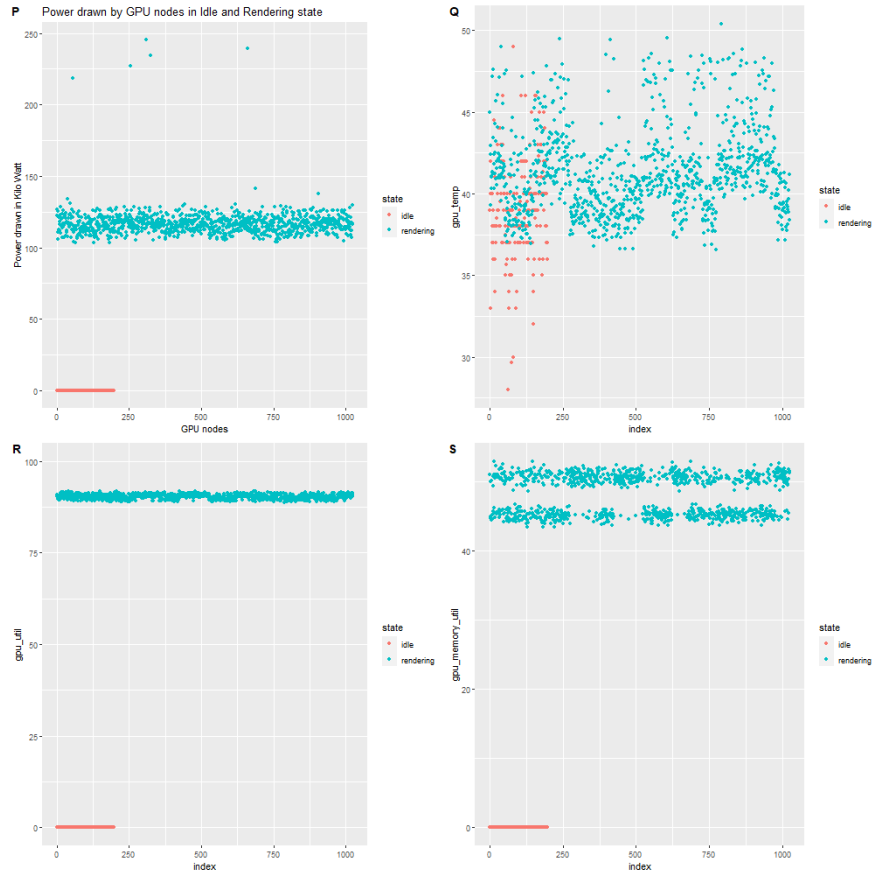 P
Power drawn by GPU nodes in Idle and Rendering state
Power drawn in Kilo Watt
250
200
150
100
50
0
0
250
500
750
1000
GPU nodes
state
idle
rendering
Q
gpu_temp
50
45
40
35
30
0
250
500
750
1000
index
state
idle
rendering
R
gpu_util
100
75
50
25
0
0
250
500
750
1000
index
state
idle
rendering
S
gpu_memory_util
40
20
0
0
250
500
750
1000
index
state
idle
rendering